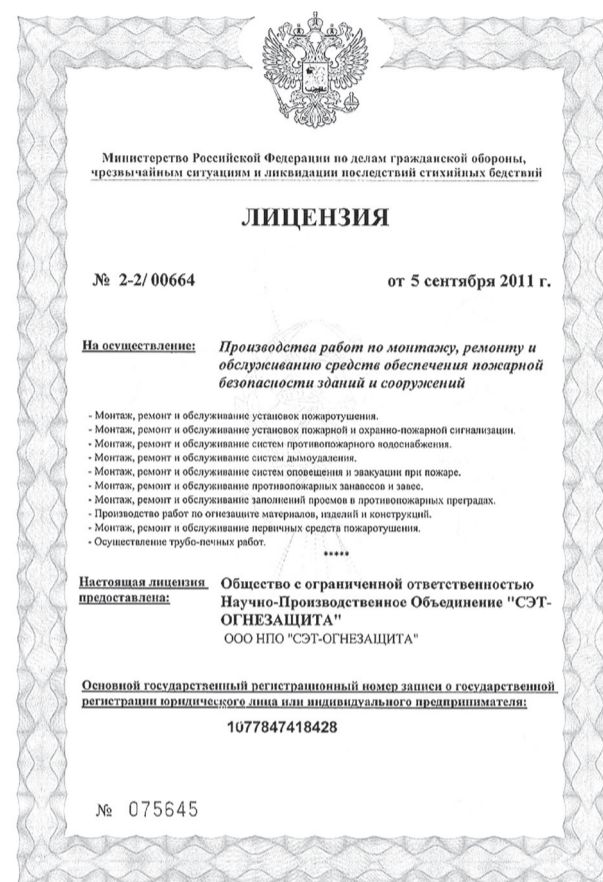 Министерство Российской Федерации по делам гражданской обороны,
чрезвычайным ситуациям и ликвидации последствий стихийных бедствий
ЛИЦЕНЗИЯ
№ 2-2/00664 от 5 сентября 2011 г.
На осуществление: Производства работ по монтажу, ремонту и
обслуживанию средств обеспечения пожарной
безопасности зданий и сооружений
- Монтаж, ремонт и обслуживание установок пожаротушения.
- Монтаж, ремонт и обслуживание установок пожарной и охранно-пожарной сигнализации.
- Монтаж, ремонт и обслуживание систем противопожарного водоснабжения.
- Монтаж, ремонт и обслуживание систем дымоудаления.
- Монтаж, ремонт и обслуживание систем оповещения и эвакуации при пожаре.
- Монтаж, ремонт и обслуживание противопожарных занавесов и завес.
- Монтаж, ремонт и обслуживание заполнений проемов в противопожарных преградах.
- Производство работ по огнезащите материалов, изделий и конструкций.
- Монтаж, ремонт и обслуживание первичных средств пожаротушения.
- Осуществление трубо-печных работ.
*****
Настоящая лицензия Общество с ограниченной ответственностью
предоставлена: Научно-Производственное Объединение "СЭТ-
ОГНЕЗАЩИТА"
ООО НПО "СЭТ-ОГНЕЗАЩИТА"
Основной государственный регистрационный номер записи о государственной
регистрации юридического лица или индивидуального предпринимателя:
1077847418428
№ 075645